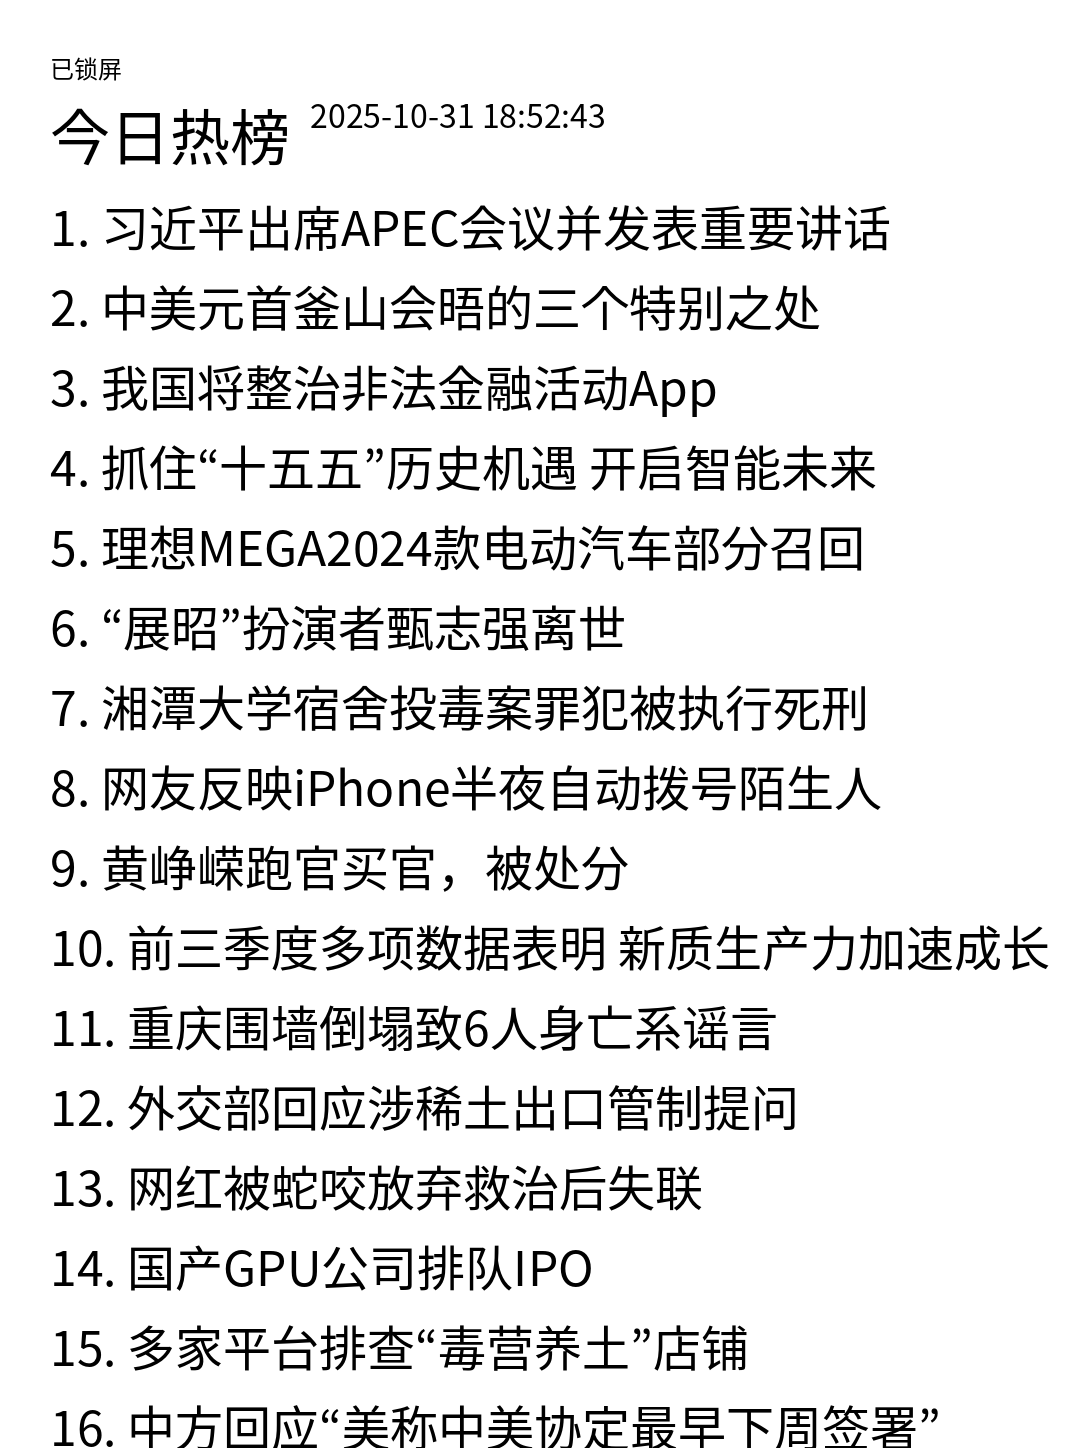 已锁屏
今日热榜 2025-10-31 18:52:43
1. 习近平出席APEC会议并发表重要讲话
2. 中美元首釜山会晤的三个特别之处
3. 我国将整治非法金融活动App
4. 抓住“十五五”历史机遇 开启智能未来
5. 理想MEGA2024款电动汽车部分召回
6. “展昭”扮演者甄志强离世
7. 湘潭大学宿舍投毒案罪犯被执行死刑
8. 网友反映iPhone半夜自动拨号陌生人
9. 黄峥嵘跑官买官，被处分
10. 前三季度多项数据表明 新质生产力加速成长
11. 重庆围墙倒塌致6人身亡系谣言
12. 外交部回应涉稀土出口管制提问
13. 网红被蛇咬放弃救治后失联
14. 国产GPU公司排队IPO
15. 多家平台排查“毒营养土”店铺
16. 中方回应“美称中美协定最早下周签署”